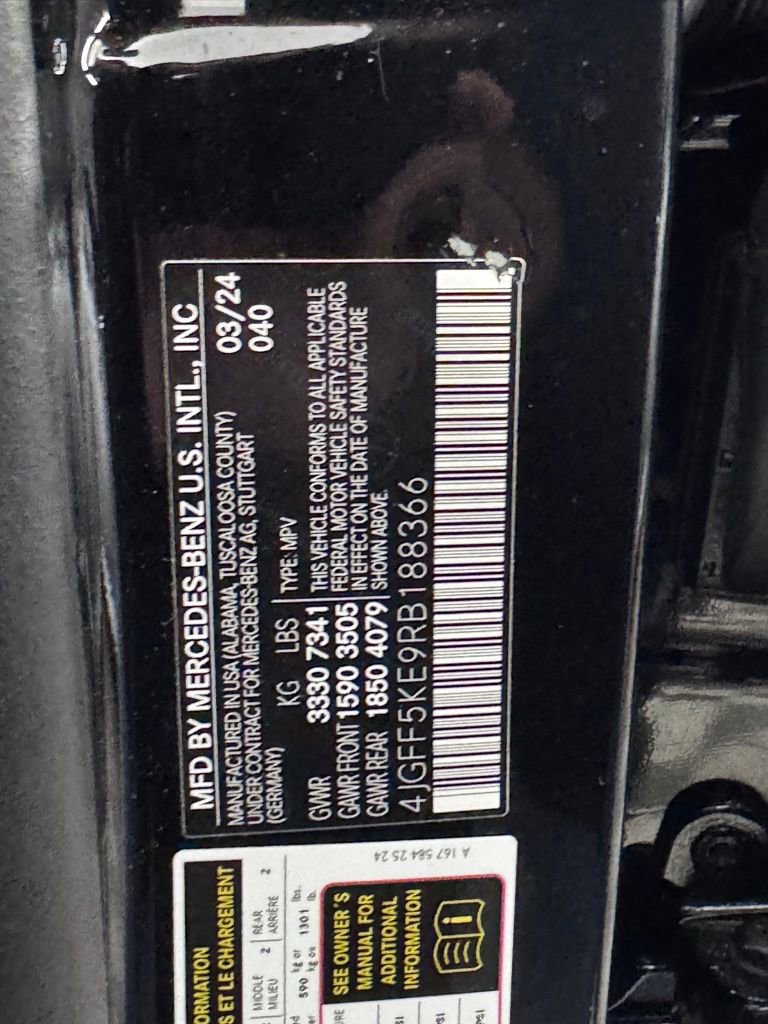 MFD BY MERCEDES-BENZ U.S. INTL., INC
MANUFACTURED IN USA (ALABAMA, TUSCALOOSA COUNTY) 03/24
UNDER CONTRACT FOR MERCEDES-BENZ AG, STUTTGART 040
(GERMANY)
KG LBS TYPE: MPV
GVWR 3330 7341 THIS VEHICLE CONFORMS TO ALL APPLICABLE
FEDERAL MOTOR VEHICLE SAFETY STANDARDS
GAWR FRONT 1590 3505 IN EFFECT ON THE DATE OF MANUFACTURE
GAWR REAR 1850 4079 SHOWN ABOVE.
4JGFF5KE9RB188366
A 167 584 25 24
ORMATION
S ET LE CHARGEMENT
MIDDLE 2 REAR 2
MILIEU ARRIÈRE
590 kg or 1301 lbs.
kg ou lb.
SEE OWNER'S
MANUAL FOR
ADDITIONAL
INFORMATION